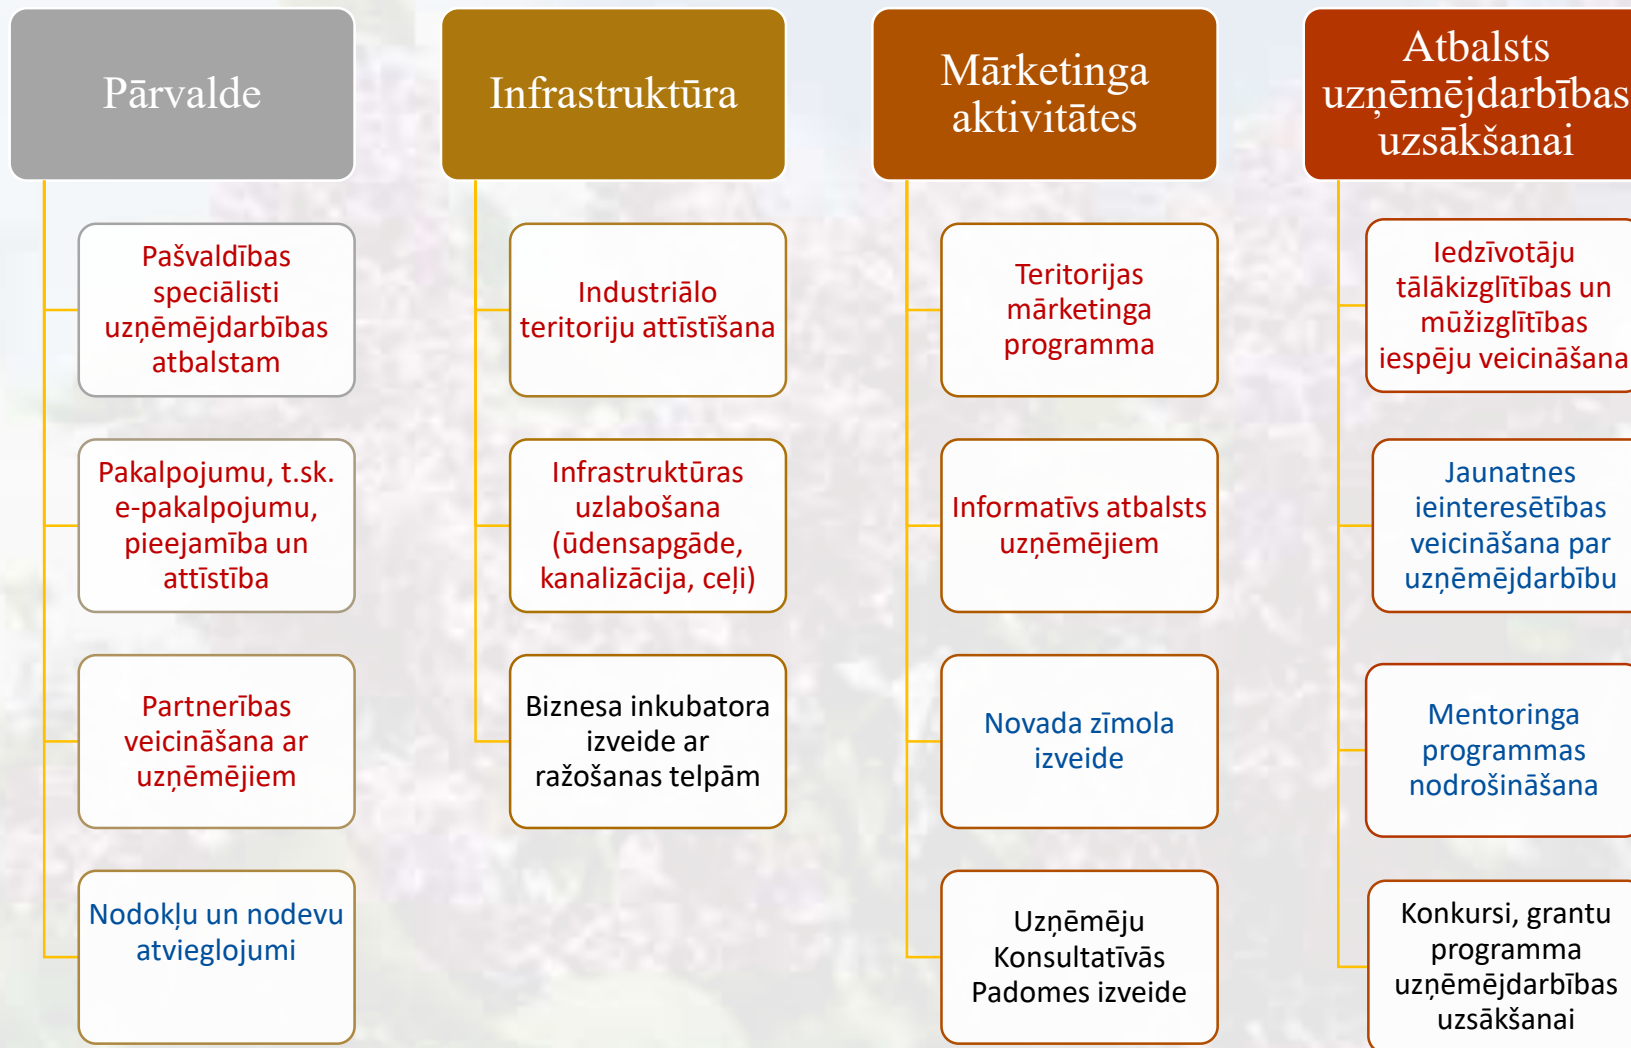 Pārvalde
Pašvaldības
speciālisti
uzņēmējdarbības
atbalstam
Pakalpojumu, t.sk.
e-pakalpojumu,
pieejamība un
attīstība
Partnerības
veicināšana ar
uzņēmējiem
Nodokļu un nodevu
atvieglojumi
Infrastruktūra
Industriālo
teritoriju attīstīšana
Infrastruktūras
uzlabošana
(ūdensapgāde,
kanalizācija, ceļi)
Biznesa inkubatora
izveide ar
ražošanas telpām
Mārketinga
aktivitātes
Teritorijas
mārketinga
programma
Informatīvs atbalsts
uzņēmējiem
Novada zīmola
izveide
Uzņēmēju
Konsultatīvās
Padomes izveide
Atbalsts
uzņēmējdarbības
uzsākšanai
Iedzīvotāju
tālākizglītības un
mūžizglītības
iespēju veicināšana
Jaunatnes
ieinteresētības
veicināšana par
uzņēmējdarbību
Mentoringa
programmas
nodrošināšana
Konkursi, grantu
programma
uzņēmējdarbības
uzsākšanai